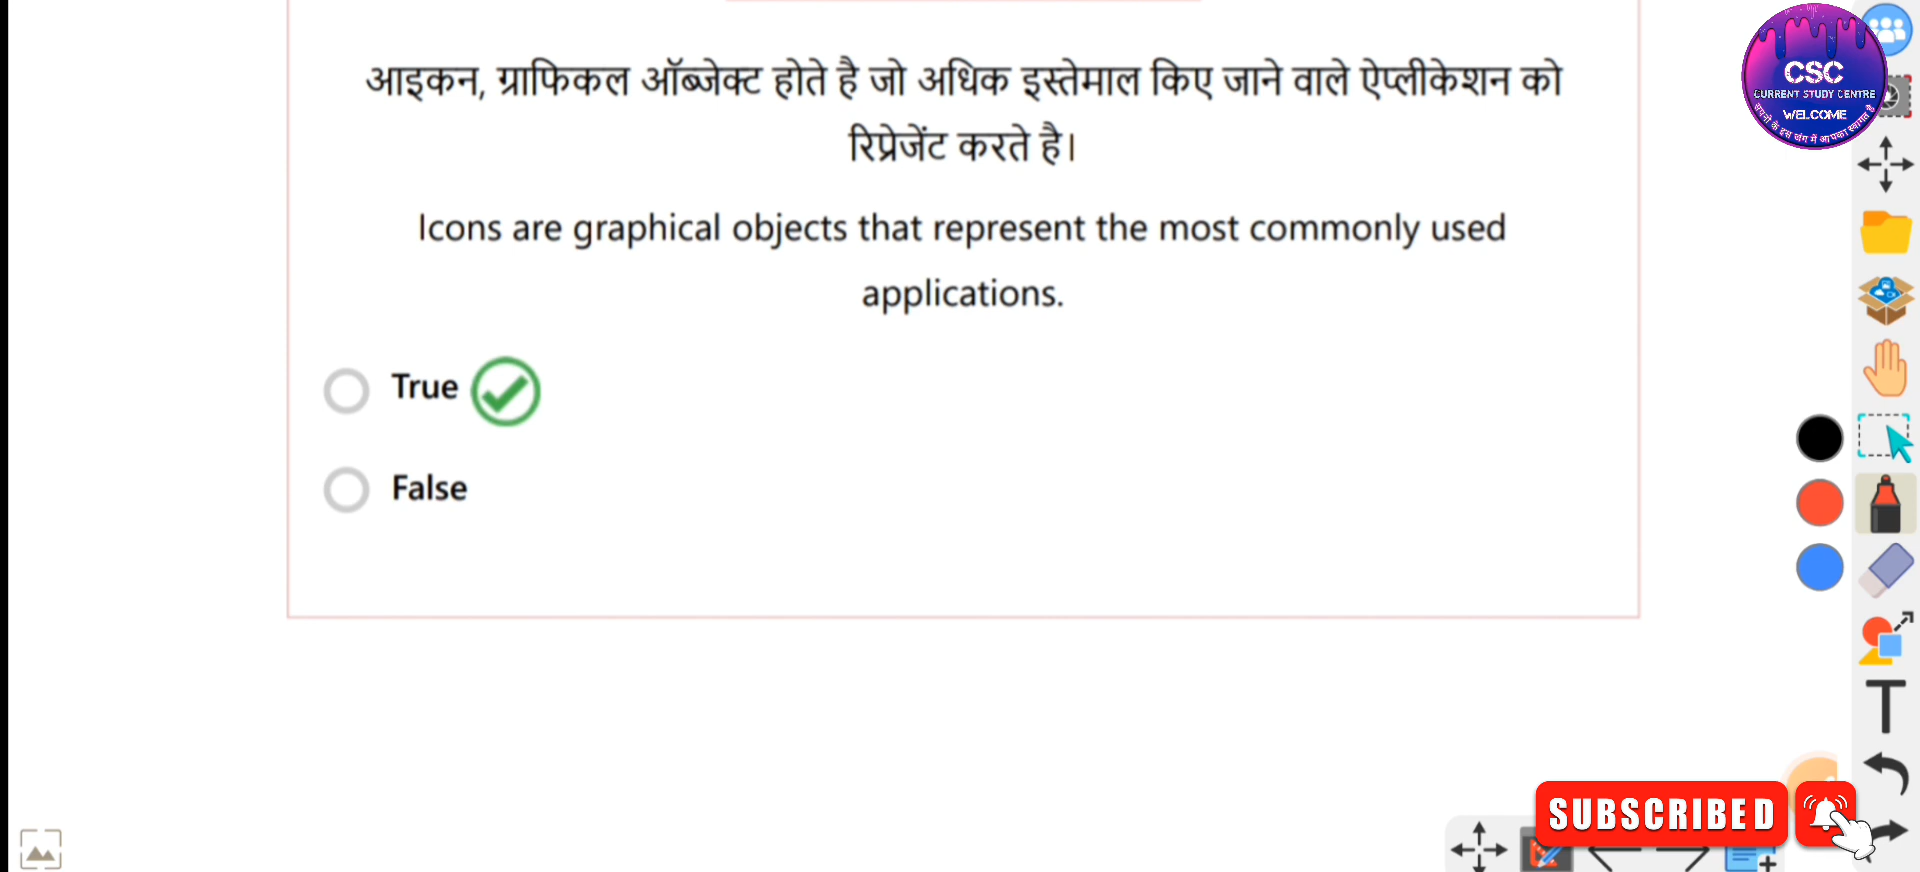 आइकन, ग्राफिकल ऑब्जेक्ट होते है जो अधिक इस्तेमाल किए जाने वाले ऐप्लीकेशन को
रिप्रेजेंट करते है।
Icons are graphical objects that represent the most commonly used
applications.
True
False
CSC
CURRENT STUDY CENTRE
WELCOME
T
SUBSCRIBED